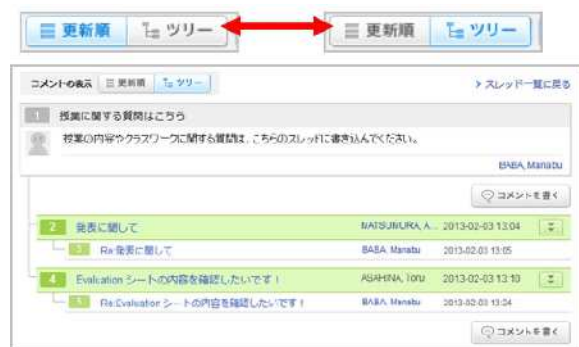 更新順 ツリー 更新順 ツリー
コメントの表示 更新順 ツリー > スレッド一覧に戻る
1 授業に関する質問はこちら
授業の内容やクラスワークに関する質問は、こちらのスレッドに書き込んでください。
BABA, Manabu
コメントを書く
2 発表に関して MATSUMURA, A... 2013-02-03 13:04
3 Re:発表に関して BABA, Manabu 2013-02-03 13:05
4 Evaluation シートの内容を確認したいです! ASAHINA, Toru 2013-02-03 13:10
5 Re:Evaluation シートの内容を確認したいです! BABA, Manabu 2013-02-03 13:24
コメントを書く